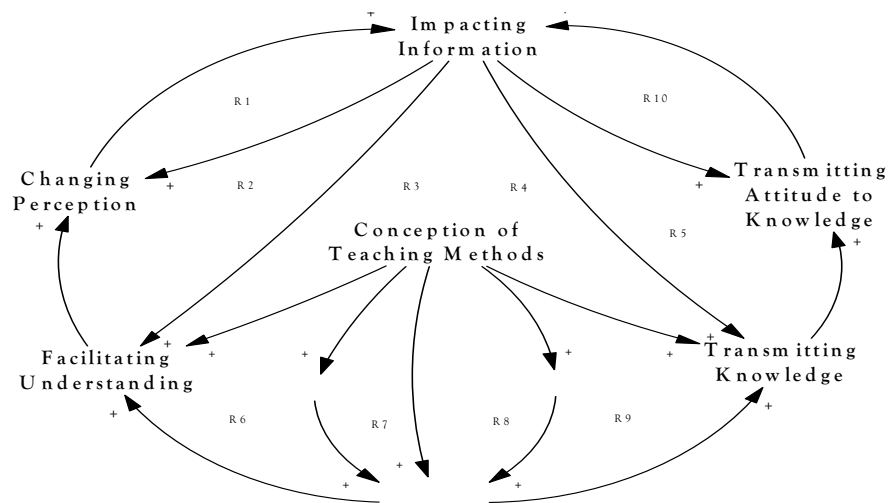 +
Impacting
Information
R1
R10
Changing
Perception
+
R2
R3
R4
+
Transmitting
Attitude to
Knowledge
+
Conception of
Teaching Methods
R5
+
+
Facilitating
Understanding
+
+
+
+
+
Transmitting
Knowledge
+
R6
R7
R8
R9
+
+
+
+